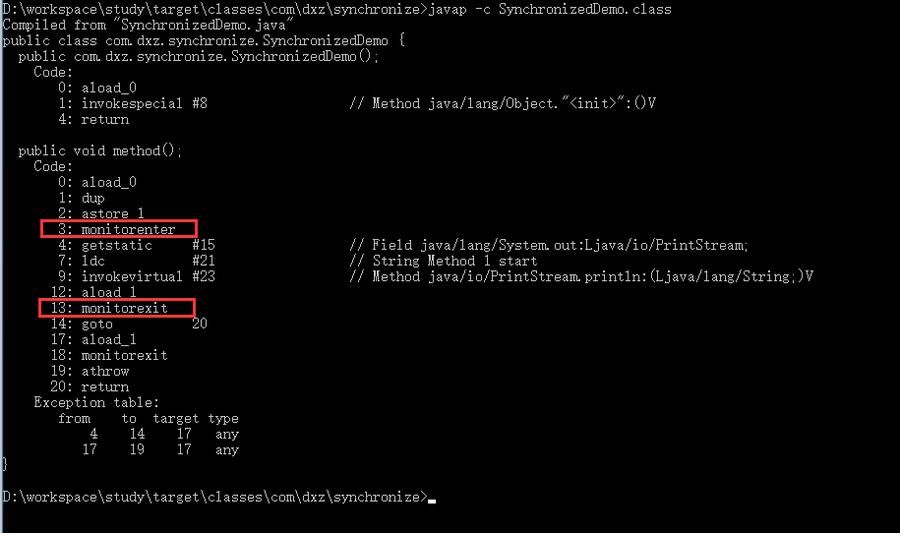 D:\workspace\study\target\classes\com\dxz\synchronize>javap -c SynchronizedDemo.class
Compiled from "SynchronizedDemo.java"
public class com.dxz.synchronize.SynchronizedDemo {
  public com.dxz.synchronize.SynchronizedDemo();
    Code:
       0: aload_0
       1: invokespecial #8                  // Method java/lang/Object."<init>":()V
       4: return

  public void method();
    Code:
       0: aload_0
       1: dup
       2: astore_1
       3: monitorenter
       4: getstatic     #15                 // Field java/lang/System.out:Ljava/io/PrintStream;
       7: ldc           #21                 // String Method 1 start
       9: invokevirtual #23                 // Method java/io/PrintStream.println:(Ljava/lang/String;)V
      12: aload_1
      13: monitorexit
      14: goto          20
      17: aload_1
      18: monitorexit
      19: athrow
      20: return
    Exception table:
       from    to  target type
           4    14    17   any
          17    19    17   any
}

D:\workspace\study\target\classes\com\dxz\synchronize>